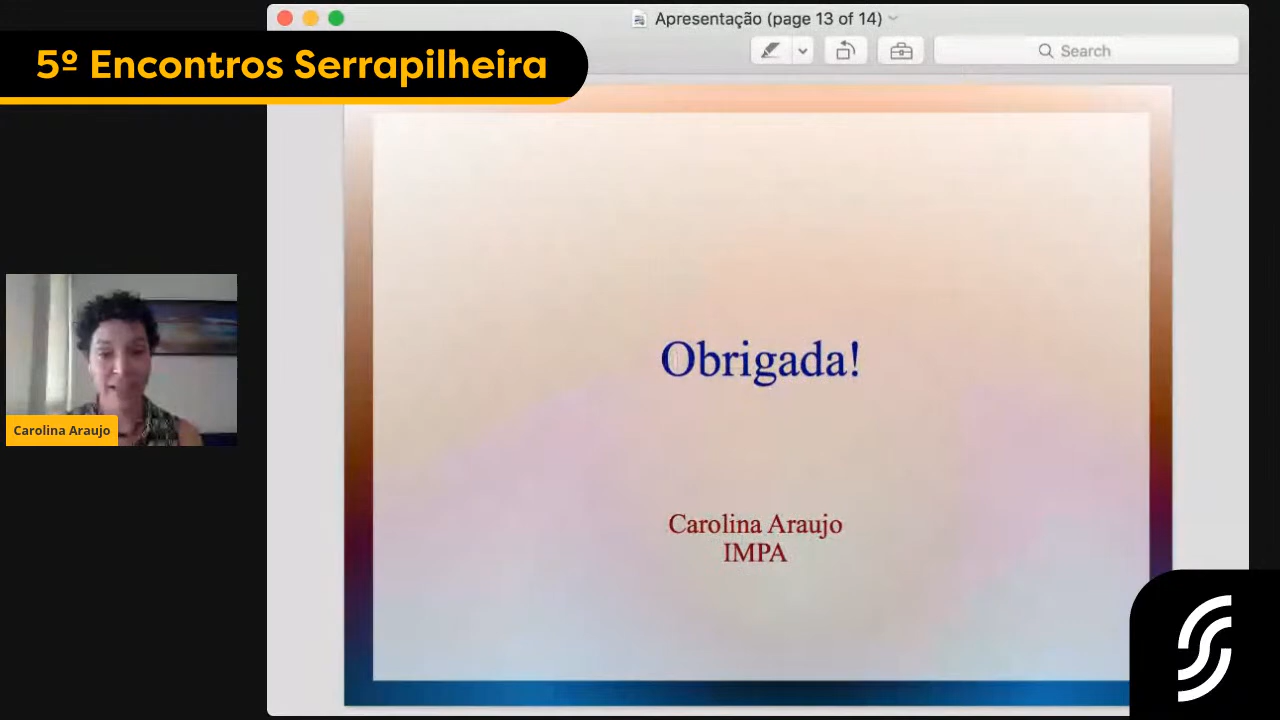 Apresentação (page 13 of 14)
5º Encontros Serrapilheira
Search
Obrigada!
Carolina Araujo
Carolina Araujo
IMPA